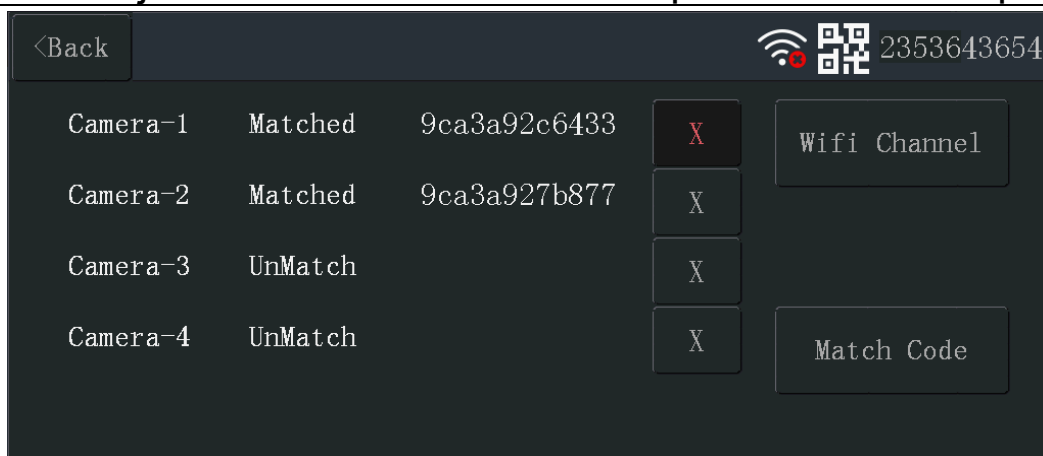 <Back 2353643654
Camera-1 Matched 9ca3a92c6433 X Wifi Channel
Camera-2 Matched 9ca3a927b877 X
Camera-3 UnMatch X
Camera-4 UnMatch X Match Code